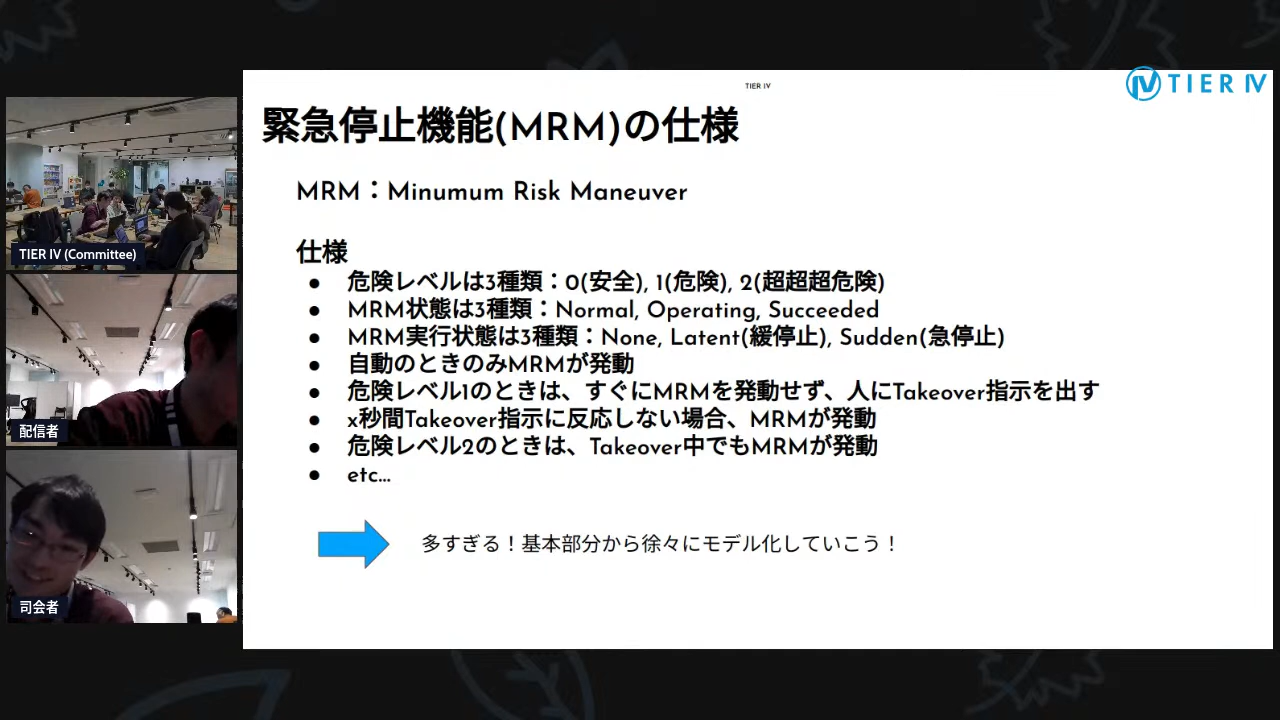 TIER IV
TIER IV
緊急停止機能(MRM)の仕様
MRM：Minumum Risk Maneuver
仕様
● 危険レベルは3種類：0(安全), 1(危険), 2(超超超危険)
● MRM状態は3種類：Normal, Operating, Succeeded
● MRM実行状態は3種類：None, Latent(緩停止), Sudden(急停止)
● 自動のときのみMRMが発動
● 危険レベル1のときは、すぐにMRMを発動せず、人にTakeover指示を出す
● x秒間Takeover指示に反応しない場合、MRMが発動
● 危険レベル2のときは、Takeover中でもMRMが発動
● etc...
多すぎる！基本部分から徐々にモデル化していこう！
TIER IV (Committee)
配信者
司会者